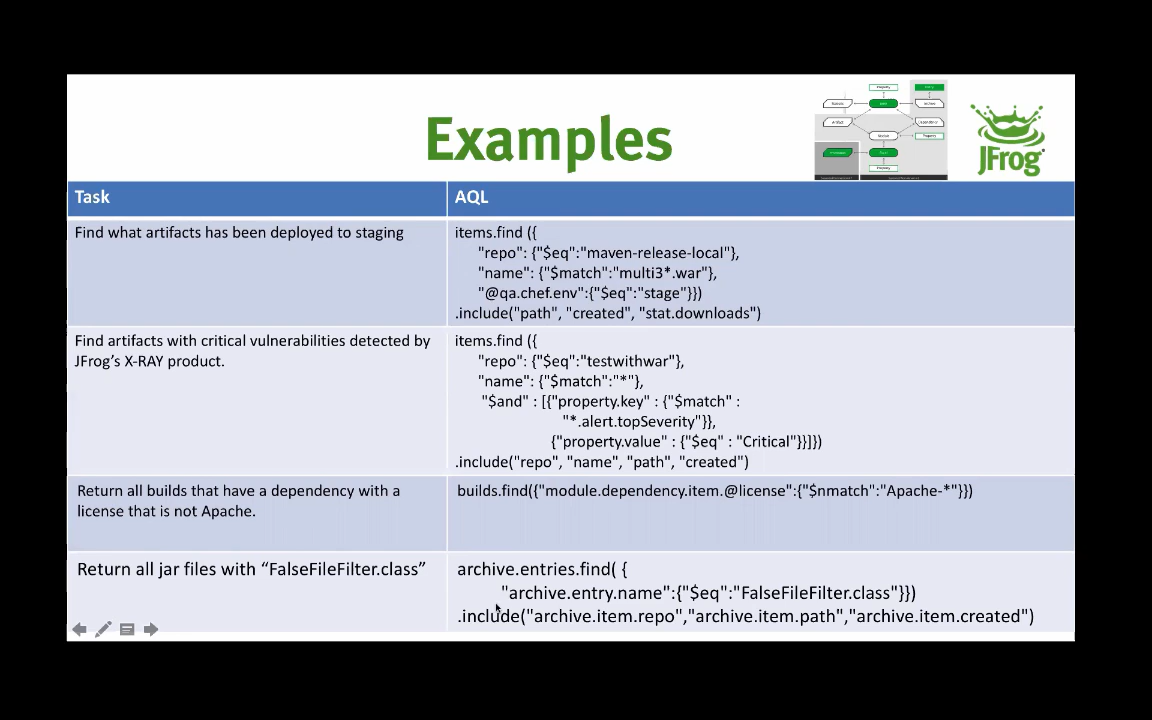 Examples
JFrog
Task
AQL
Find what artifacts has been deployed to staging
items.find ({
"repo": {"$eq":"maven-release-local"},
"name": {"$match":"multi3*.war"},
"@qa.chef.env":{"$eq":"stage"}})
.include("path", "created", "stat.downloads")
Find artifacts with critical vulnerabilities detected by
JFrog’s X-RAY product.
items.find ({
"repo": {"$eq":"testwithwar"},
"name": {"$match":"*"},
"$and" : [{"property.key" : {"$match" :
"*.alert.topSeverity"}},
{"property.value" : {"$eq" : "Critical"}}]})
.include("repo", "name", "path", "created")
Return all builds that have a dependency with a
license that is not Apache.
builds.find({"module.dependency.item.@license":{"$nmatch":"Apache-*"}})
Return all jar files with “FalseFileFilter.class”
archive.entries.find( {
"archive.entry.name":{"$eq":"FalseFileFilter.class"}})
.include("archive.item.repo","archive.item.path","archive.item.created")